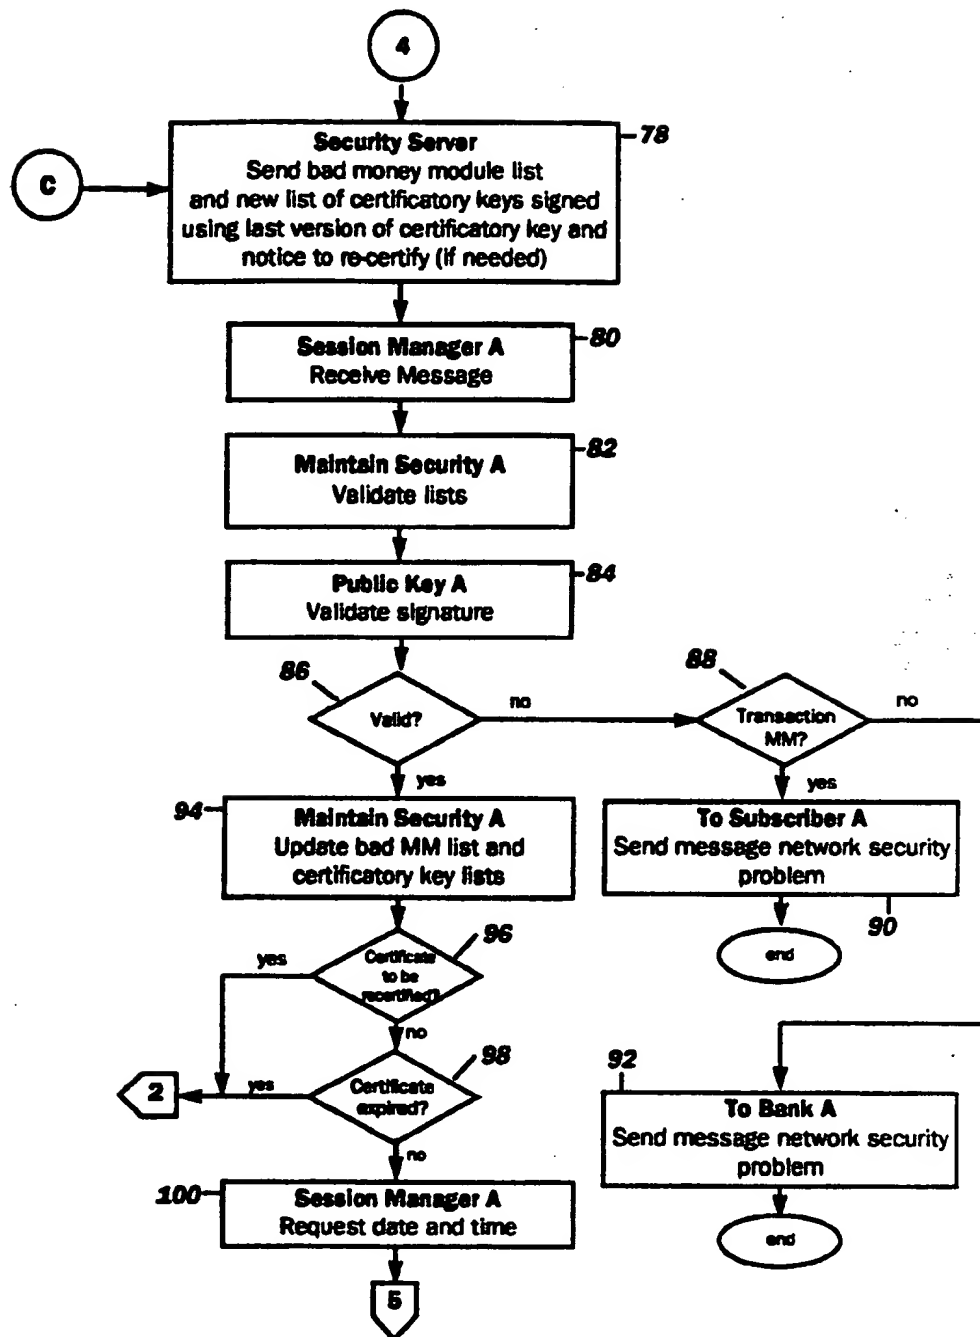 4
C
78
Security Server
Send bad money module list
and new list of certificatory keys signed
using last version of certificatory key and
notice to re-certify (if needed)
80
Session Manager A
Receive Message
82
Maintain Security A
Validate lists
84
Public Key A
Validate signature
86
Valid?
no
88
Transaction
MM?
no
yes
yes
94
Maintain Security A
Update bad MM list and
certificatory key lists
To Subscriber A
Send message network security
problem
90
end
96
Certificate
to be
recertified?
yes
no
98
Certificate
expired?
yes
2
no
92
To Bank A
Send message network security
problem
end
100
Session Manager A
Request date and time
5